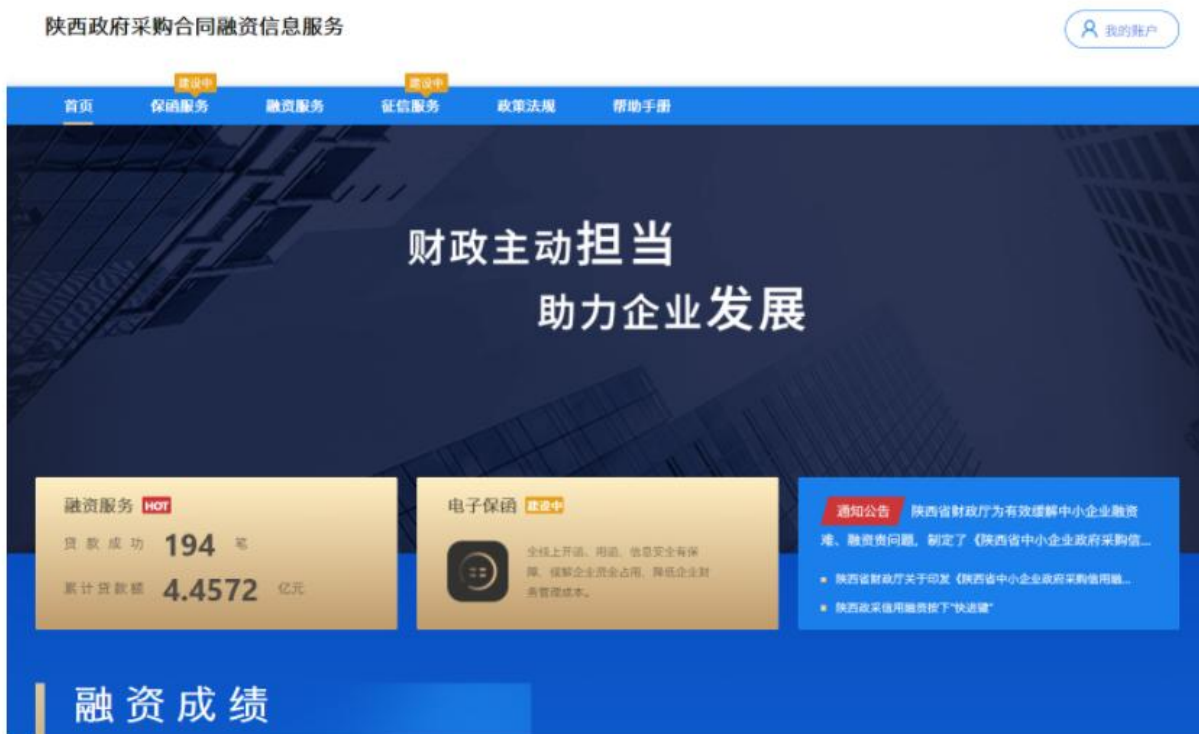 陕西政府采购合同融资信息服务
我的账户
建设中
建设中
首页
保函服务
融资服务
征信服务
政策法规
帮助手册
财政主动担当
助力企业发展
融资服务 HOT
贷款成功 194 笔
累计贷款额 4.4572 亿元
电子保函 建设中
全线上开函、用函、信息安全有保
障、缓解企业资金占用、降低企业财
务管理成本。
通知公告 陕西省财政厅为有效缓解中小企业融资
难、融资贵问题，制定了《陕西省中小企业政府采购信...
陕西省财政厅关于印发《陕西省中小企业政府采购信用融...
陕西政采信用融资按下“快进键”
融资成绩